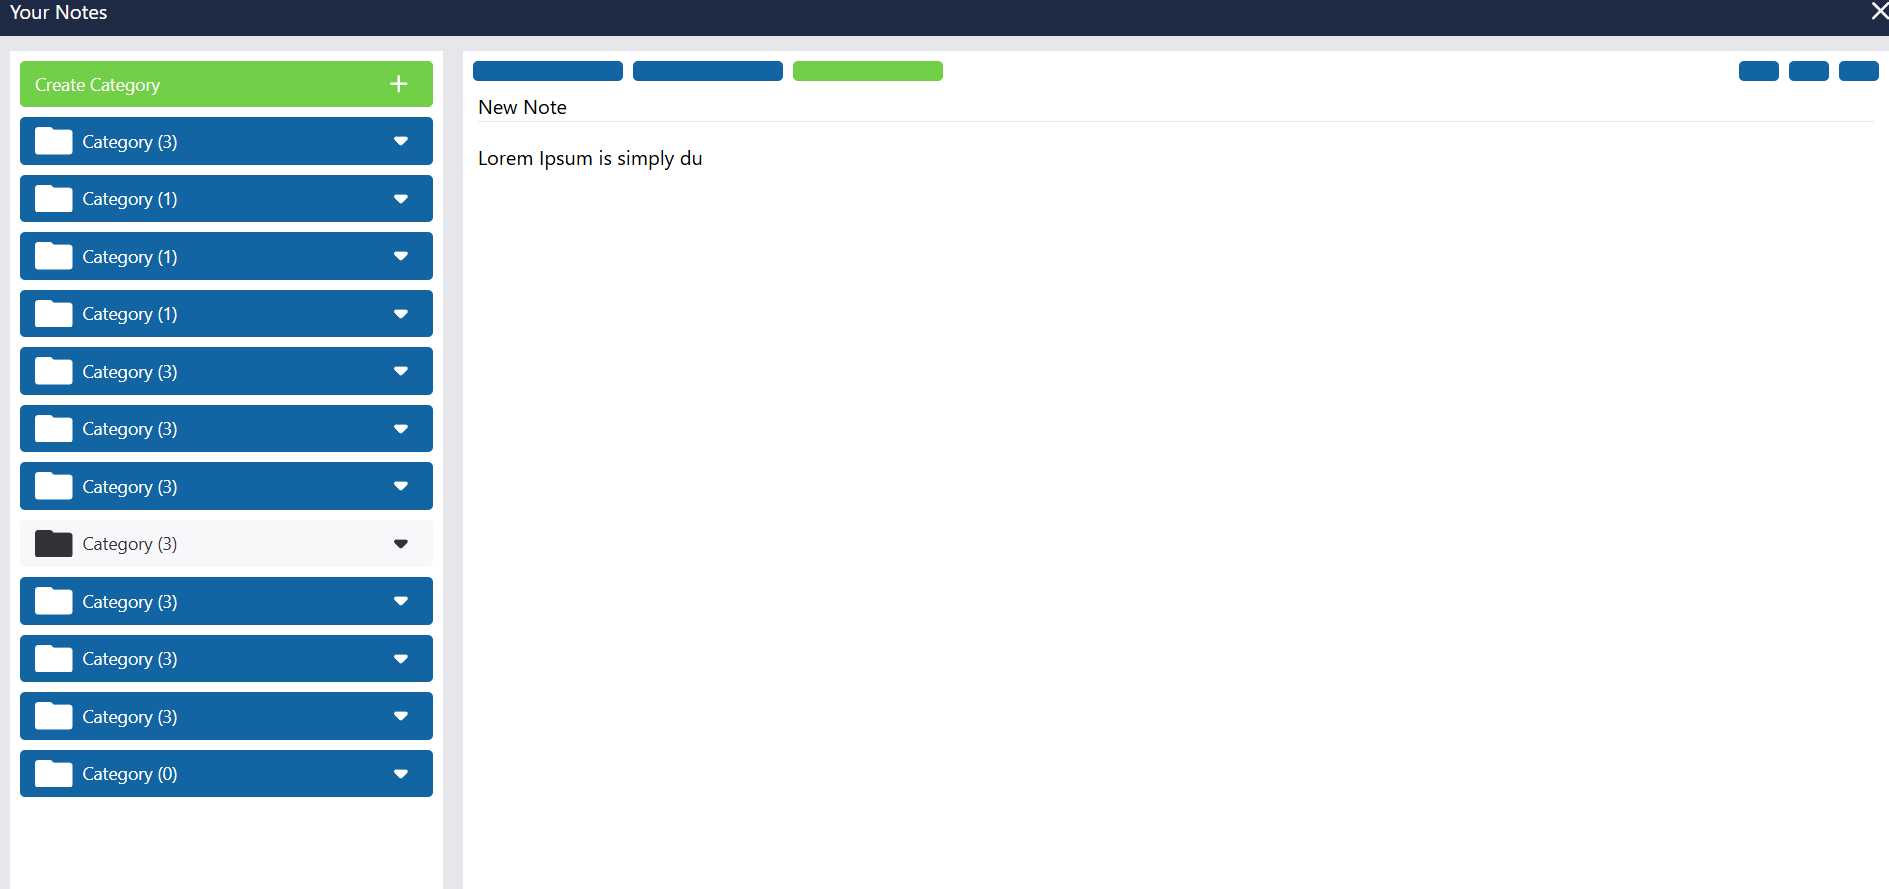 Your Notes
Create Category
Category (3)
Category (1)
Category (1)
Category (1)
Category (3)
Category (3)
Category (3)
Category (3)
Category (3)
Category (3)
Category (3)
Category (0)
New Note
Lorem Ipsum is simply du